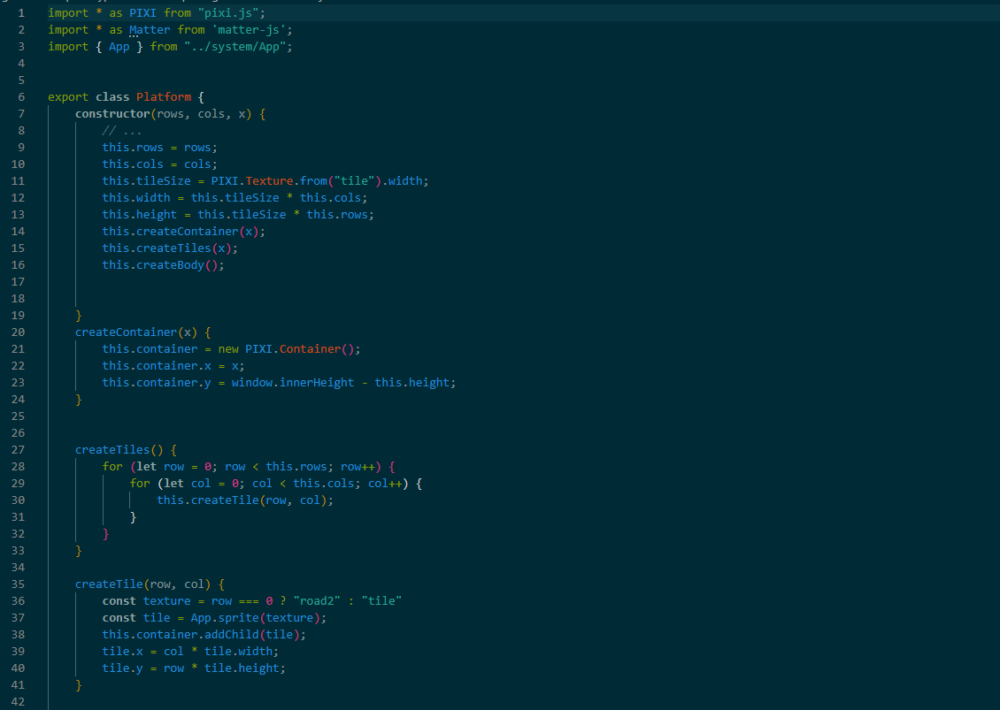 1 import * as PIXI from "pixi.js";
2 import * as Matter from 'matter-js';
3 import { App } from "../system/App";
4
5
6 export class Platform {
7 constructor(rows, cols, x) {
8 // ...
9 this.rows = rows;
10 this.cols = cols;
11 this.tileSize = PIXI.Texture.from("tile").width;
12 this.width = this.tileSize * this.cols;
13 this.height = this.tileSize * this.rows;
14 this.createContainer(x);
15 this.createTiles(x);
16 this.createBody();
17
18
19 }
20 createContainer(x) {
21 this.container = new PIXI.Container();
22 this.container.x = x;
23 this.container.y = window.innerHeight - this.height;
24 }
25
26
27 createTiles() {
28 for (let row = 0; row < this.rows; row++) {
29 for (let col = 0; col < this.cols; col++) {
30 this.createTile(row, col);
31 }
32 }
33 }
34
35 createTile(row, col) {
36 const texture = row === 0 ? "road2" : "tile"
37 const tile = App.sprite(texture);
38 this.container.addChild(tile);
39 tile.x = col * tile.width;
40 tile.y = row * tile.height;
41 }
42